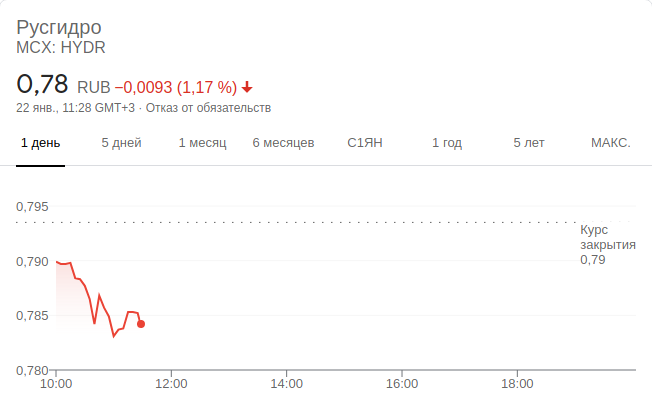 Русгидро
MCX: HYDR
0,78 RUB −0,0093 (1,17 %)
22 янв., 11:28 GMT+3 · Отказ от обязательств
1 день 5 дней 1 месяц 6 месяцев С1ЯН 1 год 5 лет МАКС.
0,795
Курс
закрытия
0,79
0,790
0,785
0,780
10:00 12:00 14:00 16:00 18:00